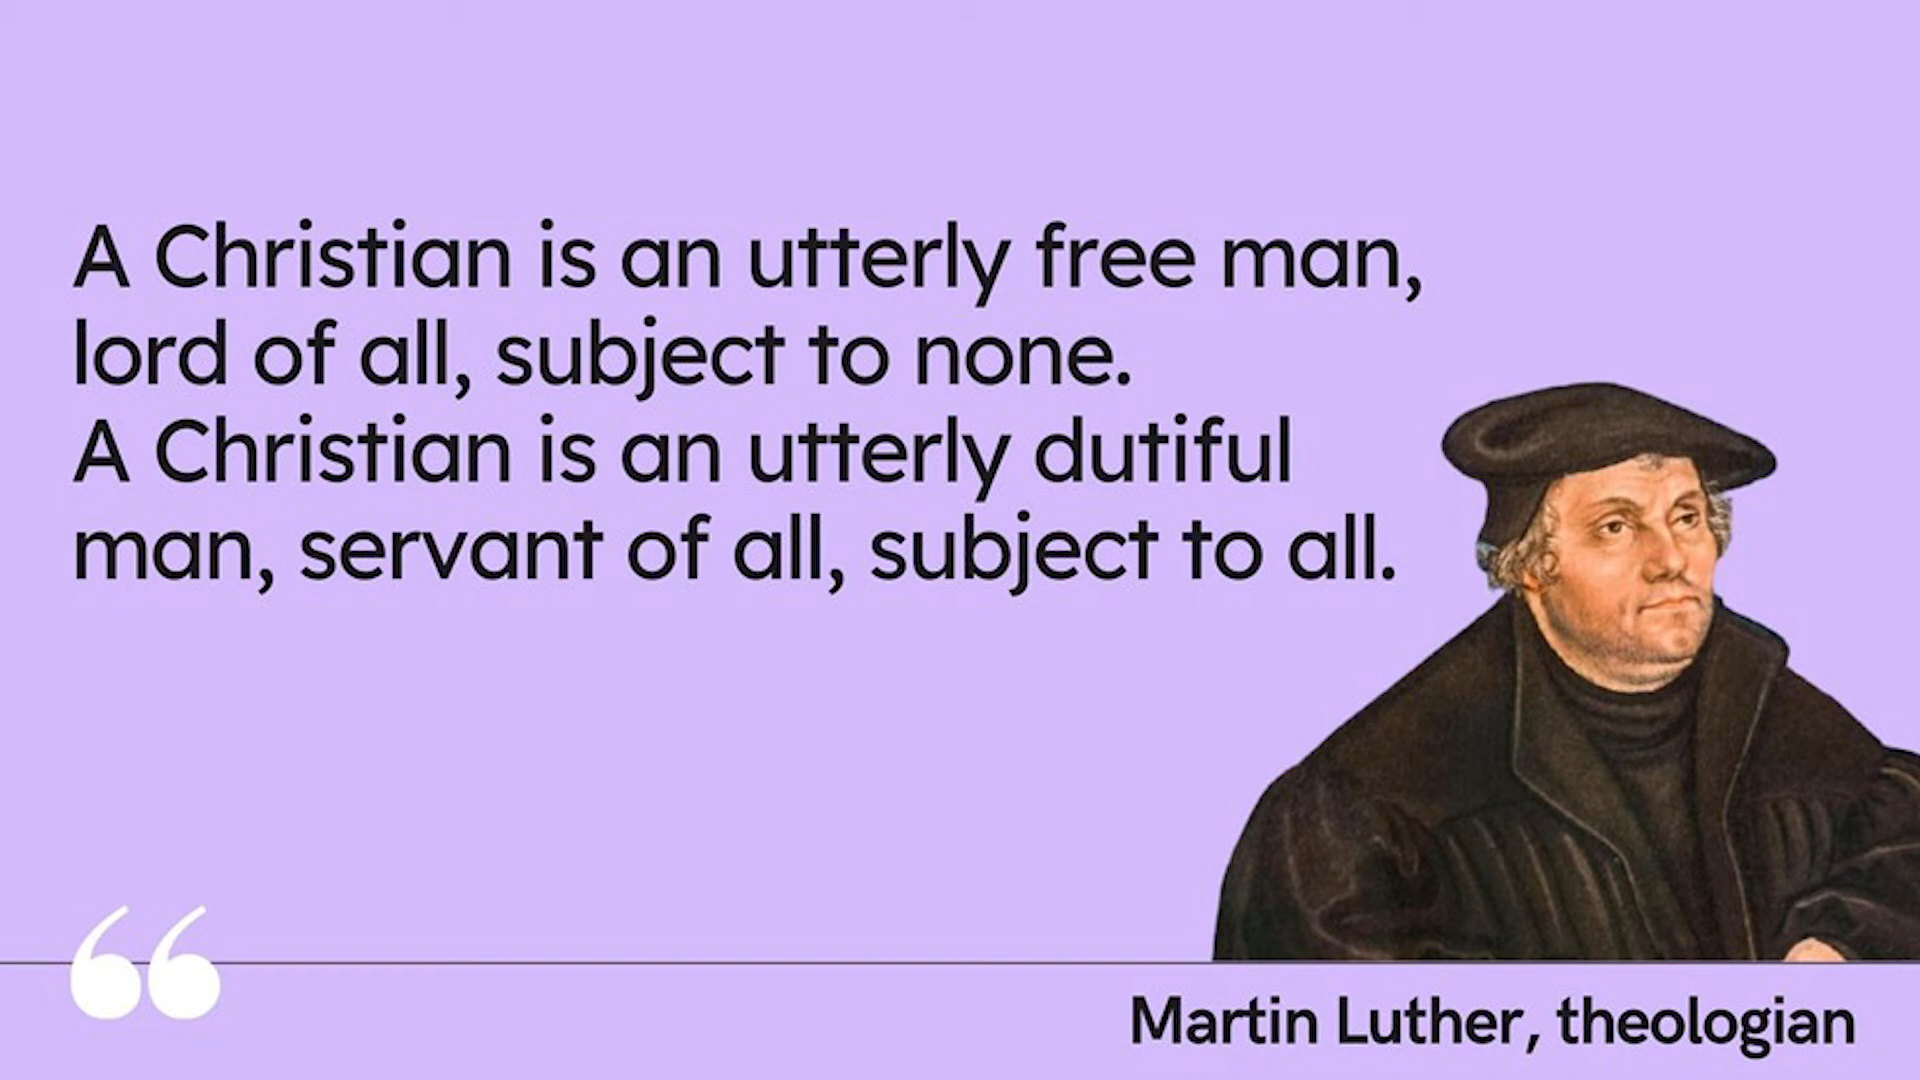 A Christian is an utterly free man,
lord of all, subject to none.
A Christian is an utterly dutiful
man, servant of all, subject to all.
“
Martin Luther, theologian